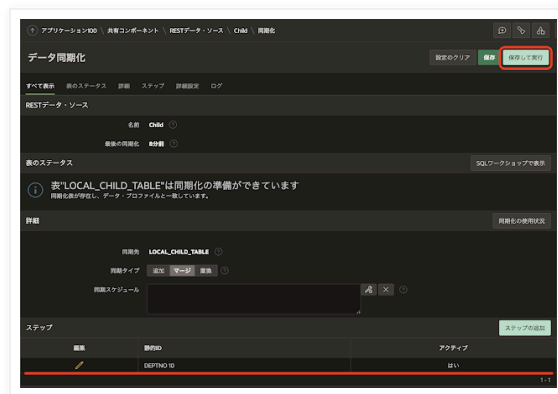 アプリケーション100 \ 共有コンポーネント \ RESTデータ・ソース \ Child \ 同期化
データ同期化
設定のクリア 保存 保存して実行
すべて表示 表のステータス 詳細 ステップ 詳細設定 ログ
RESTデータ・ソース
名前 Child
最後の同期化 8分前
表のステータス SQLワークショップで表示
表"LOCAL_CHILD_TABLE"は同期化の準備ができています
同期化表が存在し、データ・プロファイルと一致しています。
詳細 同期化の使用状況
同期先 LOCAL_CHILD_TABLE
同期タイプ 追加 マージ 置換
同期スケジュール
ステップ ステップの追加
編集 静的ID アクティブ
DEPTNO 10 はい
1 - 1